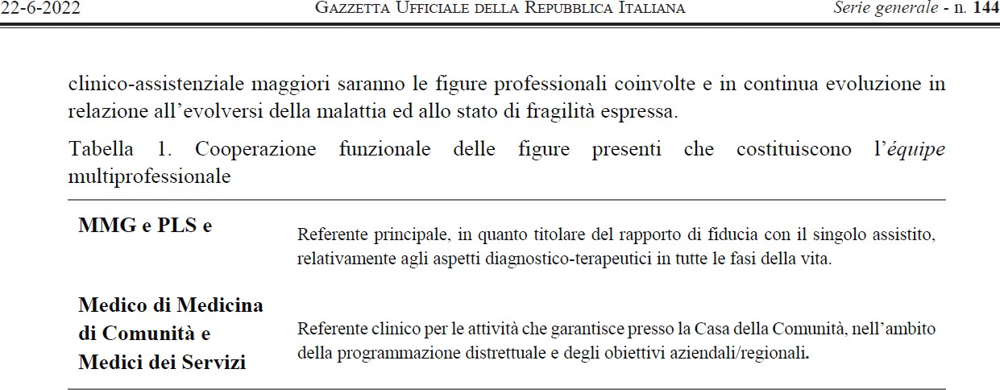 22-6-2022 GAZZETTA UFFICIALE DELLA REPUBBLICA ITALIANA Serie generale - n. 144
clinico-assistenziale maggiori saranno le figure professionali coinvolte e in continua evoluzione in
relazione all’evolversi della malattia ed allo stato di fragilità espressa.
Tabella 1. Cooperazione funzionale delle figure presenti che costituiscono l’équipe
multiprofessionale
MMG e PLS e
Referente principale, in quanto titolare del rapporto di fiducia con il singolo assistito,
relativamente agli aspetti diagnostico-terapeutici in tutte le fasi della vita.
Medico di Medicina
di Comunità e
Medici dei Servizi
Referente clinico per le attività che garantisce presso la Casa della Comunità, nell’ambito
della programmazione distrettuale e degli obiettivi aziendali/regionali.